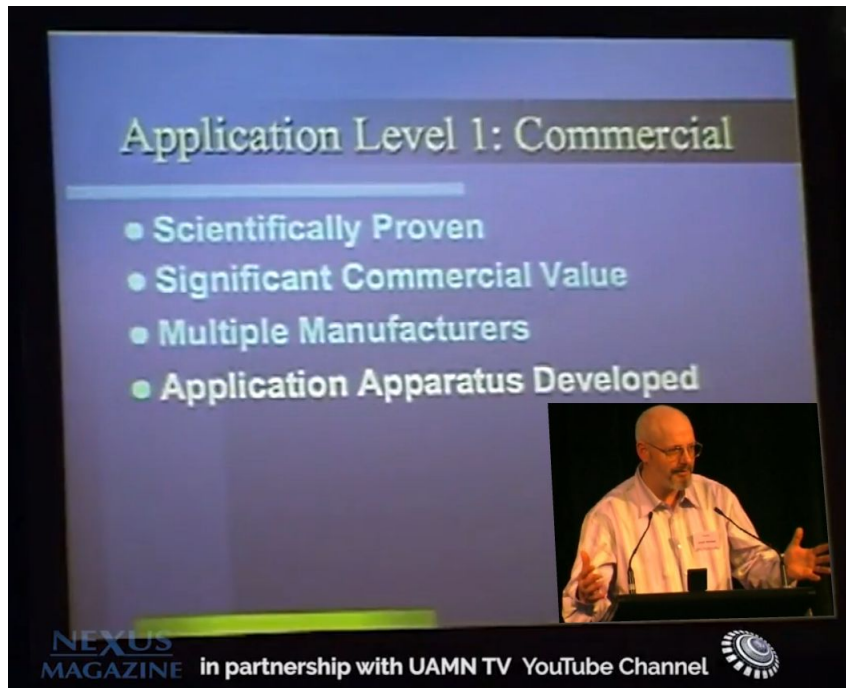 Application Level 1: Commercial
Scientifically Proven
Significant Commercial Value
Multiple Manufacturers
Application Apparatus Developed
NEXUS
MAGAZINE
in partnership with UAMN TV YouTube Channel